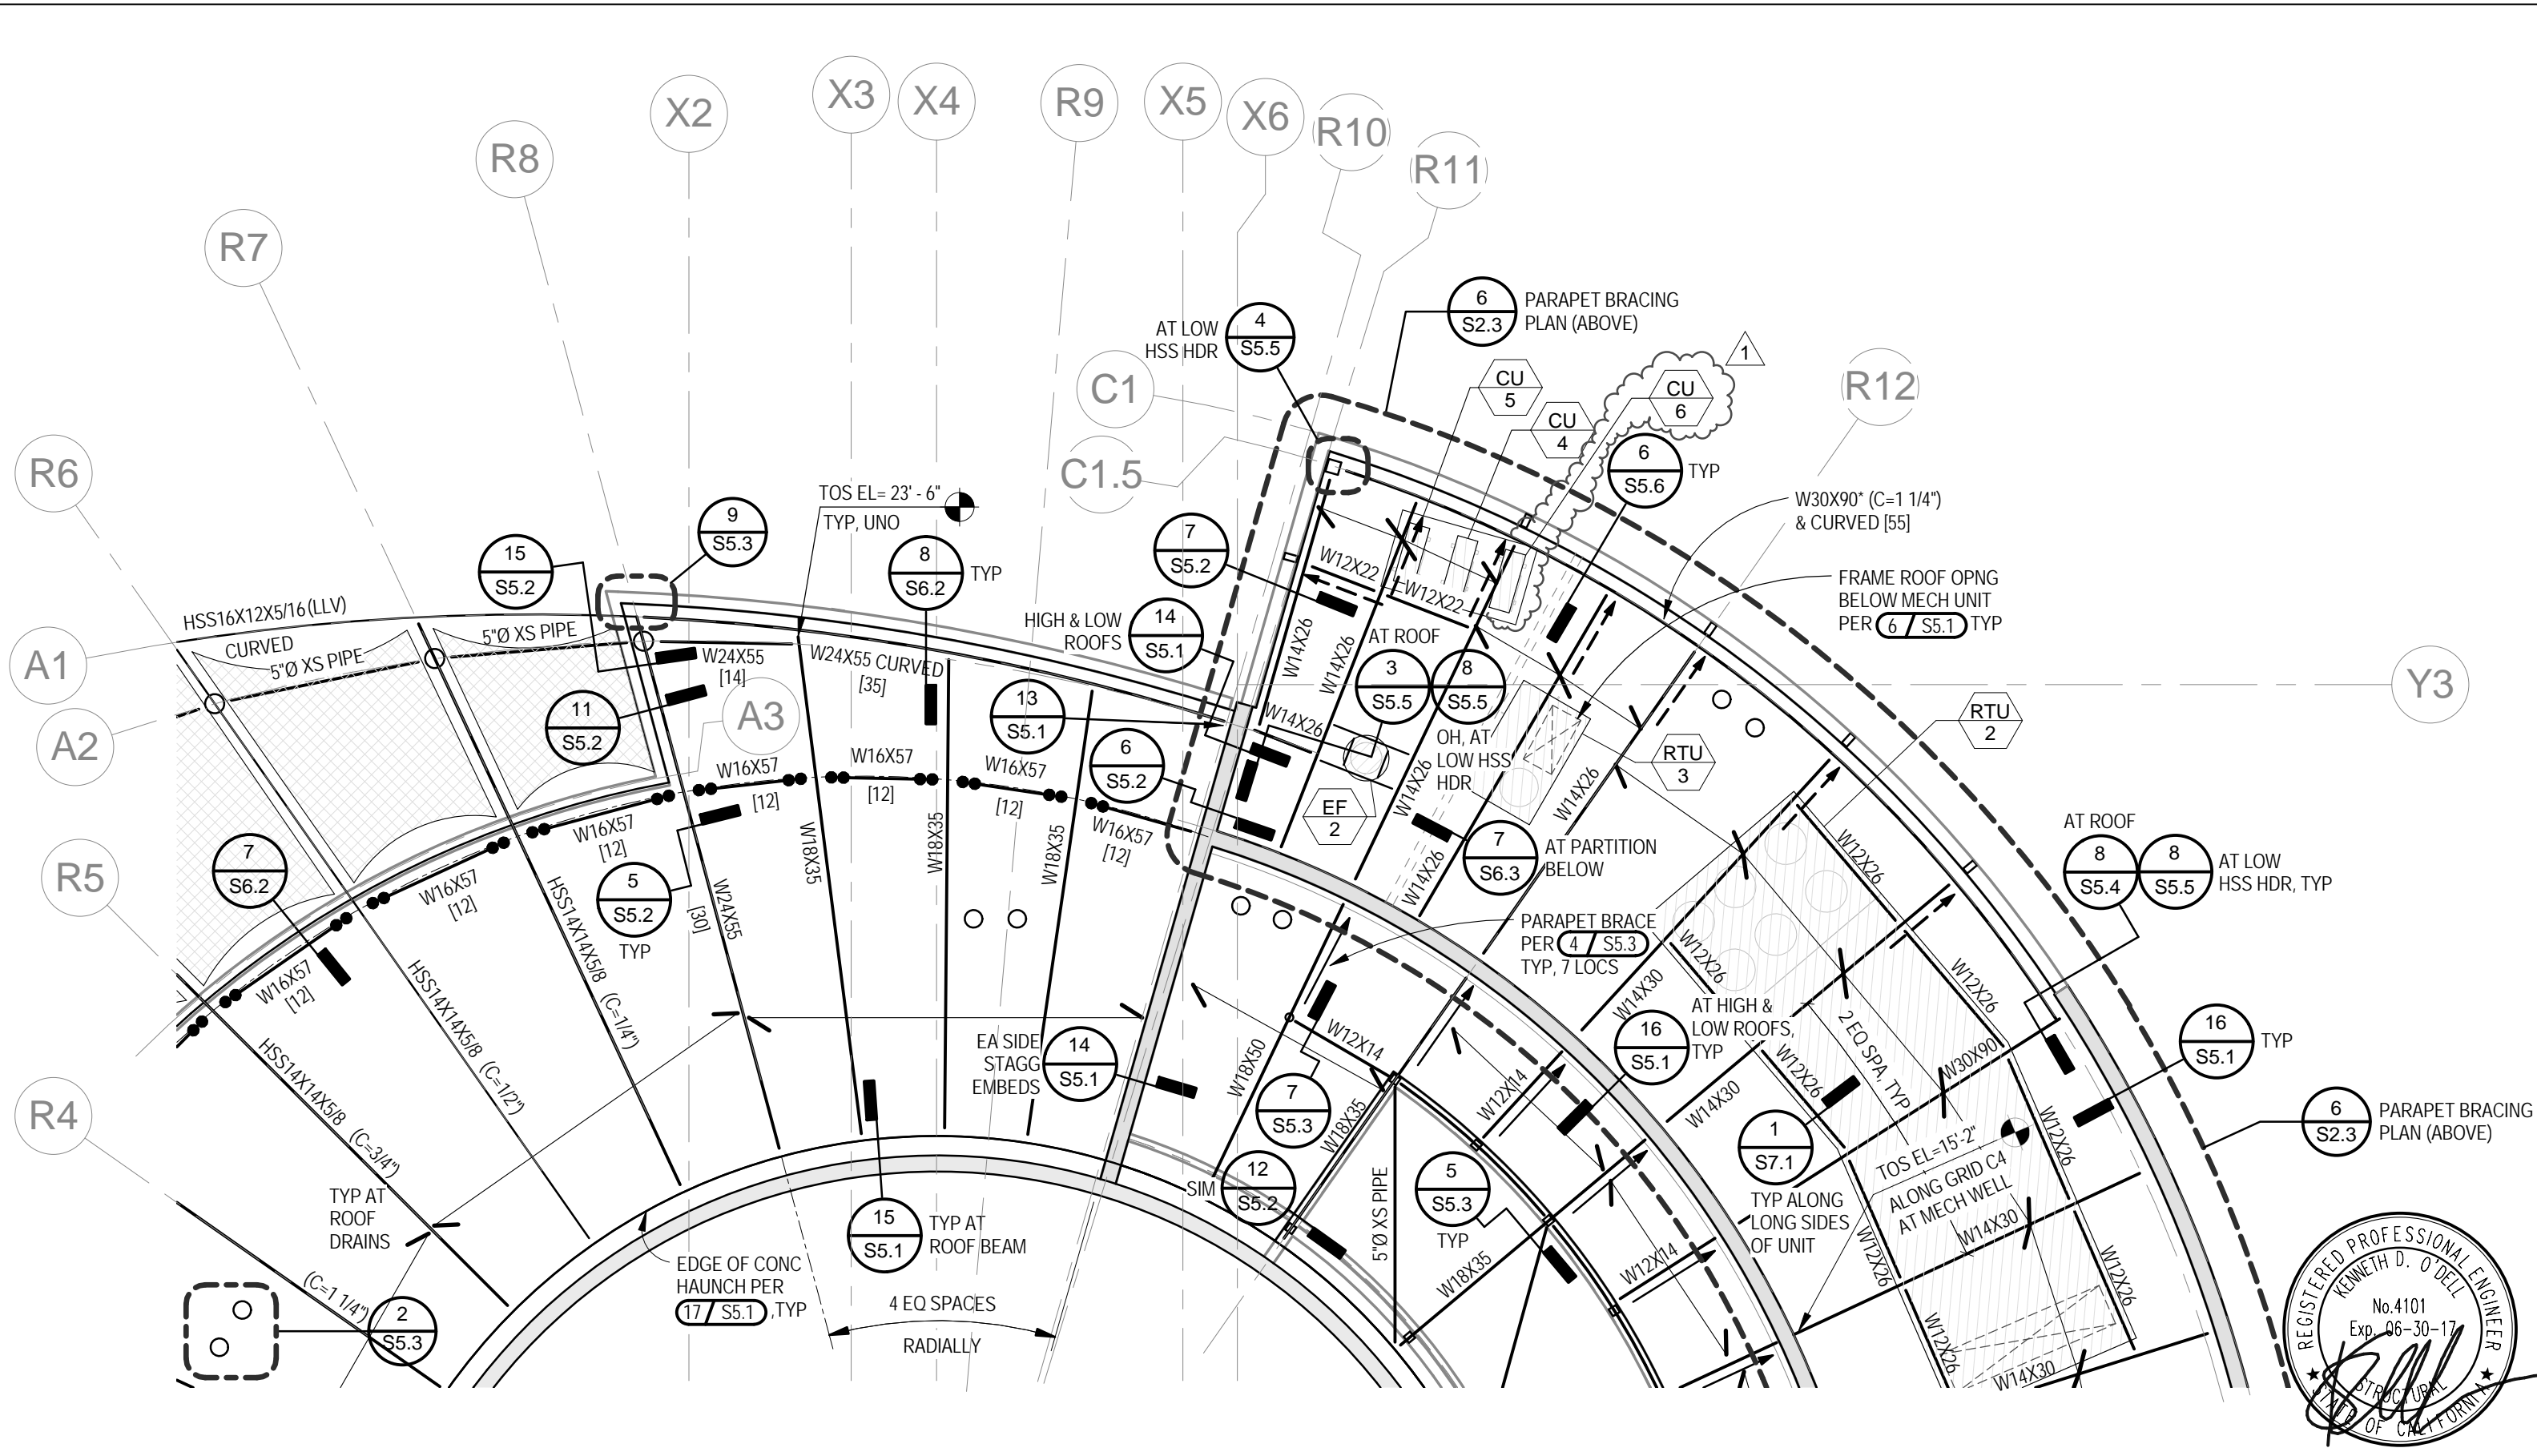 X2
X3
X4
R9
X5
X6
R10
R11
R8
R7
R6
R5
R4
A1
A2
A3
C1
C1.5
R12
Y3
6
S2.3
PARAPET BRACING
PLAN (ABOVE)
1
AT LOW
HSS HDR
4
S5.5
CU
5
CU
4
CU
6
6
S5.6
TYP
W30X90* (C=1 1/4")
& CURVED [55]
FRAME ROOF OPNG
BELOW MECH UNIT
PER 6 / S5.1 TYP
TOS EL= 23' - 6"
TYP, UNO
9
S5.3
15
S5.2
8
S6.2
TYP
7
S5.2
HIGH & LOW
ROOFS
14
S5.1
HSS16X12X5/16 (LLV)
CURVED
5"Ø XS PIPE
5"Ø XS PIPE
W24X55
[14]
W24X55 CURVED
[35]
11
S5.2
13
S5.1
6
S5.2
W12X22
W12X22
W14X26
W14X26
W14X26
AT ROOF
3
S5.5
8
S5.5
OH, AT
LOW HSS
HDR
EF
2
W14X26
W14X26
W14X26
RTU
3
RTU
2
7
S6.3
AT PARTITION
BELOW
W16X57
[12]
W16X57
[12]
W16X57
[12]
W16X57
[12]
W16X57
[12]
W16X57
[12]
W16X57
[12]
7
S6.2
5
S5.2
TYP
W24X55
[30]
W18X35
W18X35
W18X35
HSS14X14X5/8 (C=1/4")
HSS14X14X5/8 (C=1/2")
HSS14X14X5/8 (C=3/4")
(C=1 1/4")
PARAPET BRACE
PER 4 / S5.3
TYP, 7 LOCS
AT ROOF
8
S5.4
8
S5.5
AT LOW
HSS HDR, TYP
W12X26
W12X26
W12X26
W12X26
W12X26
W12X26
W12X26
W12X26
W14X30
W14X30
W14X30
W14X30
W30X90
2 EQ SPA, TYP
AT HIGH &
LOW ROOFS,
TYP
16
S5.1
16
S5.1
TYP
EA SIDE
STAGG
EMBEDS
14
S5.1
W18X50
W12X14
W12X14
W12X14
W18X35
W18X35
7
S5.3
12
S5.2
SIM
5"Ø XS PIPE
5
S5.3
TYP
1
S7.1
TYP ALONG
LONG SIDES
OF UNIT
TOS EL=15'-2"
ALONG GRID C4
AT MECH WELL
6
S2.3
PARAPET BRACING
PLAN (ABOVE)
TYP AT
ROOF
DRAINS
2
S5.3
EDGE OF CONC
HAUNCH PER
17 / S5.1 ,TYP
15
S5.1
TYP AT
ROOF BEAM
4 EQ SPACES
RADIALLY
REGISTERED PROFESSIONAL ENGINEER
KENNETH D. O'DELL
No.4101
Exp. 06-30-17
STRUCTURAL
STATE OF CALIFORNIA